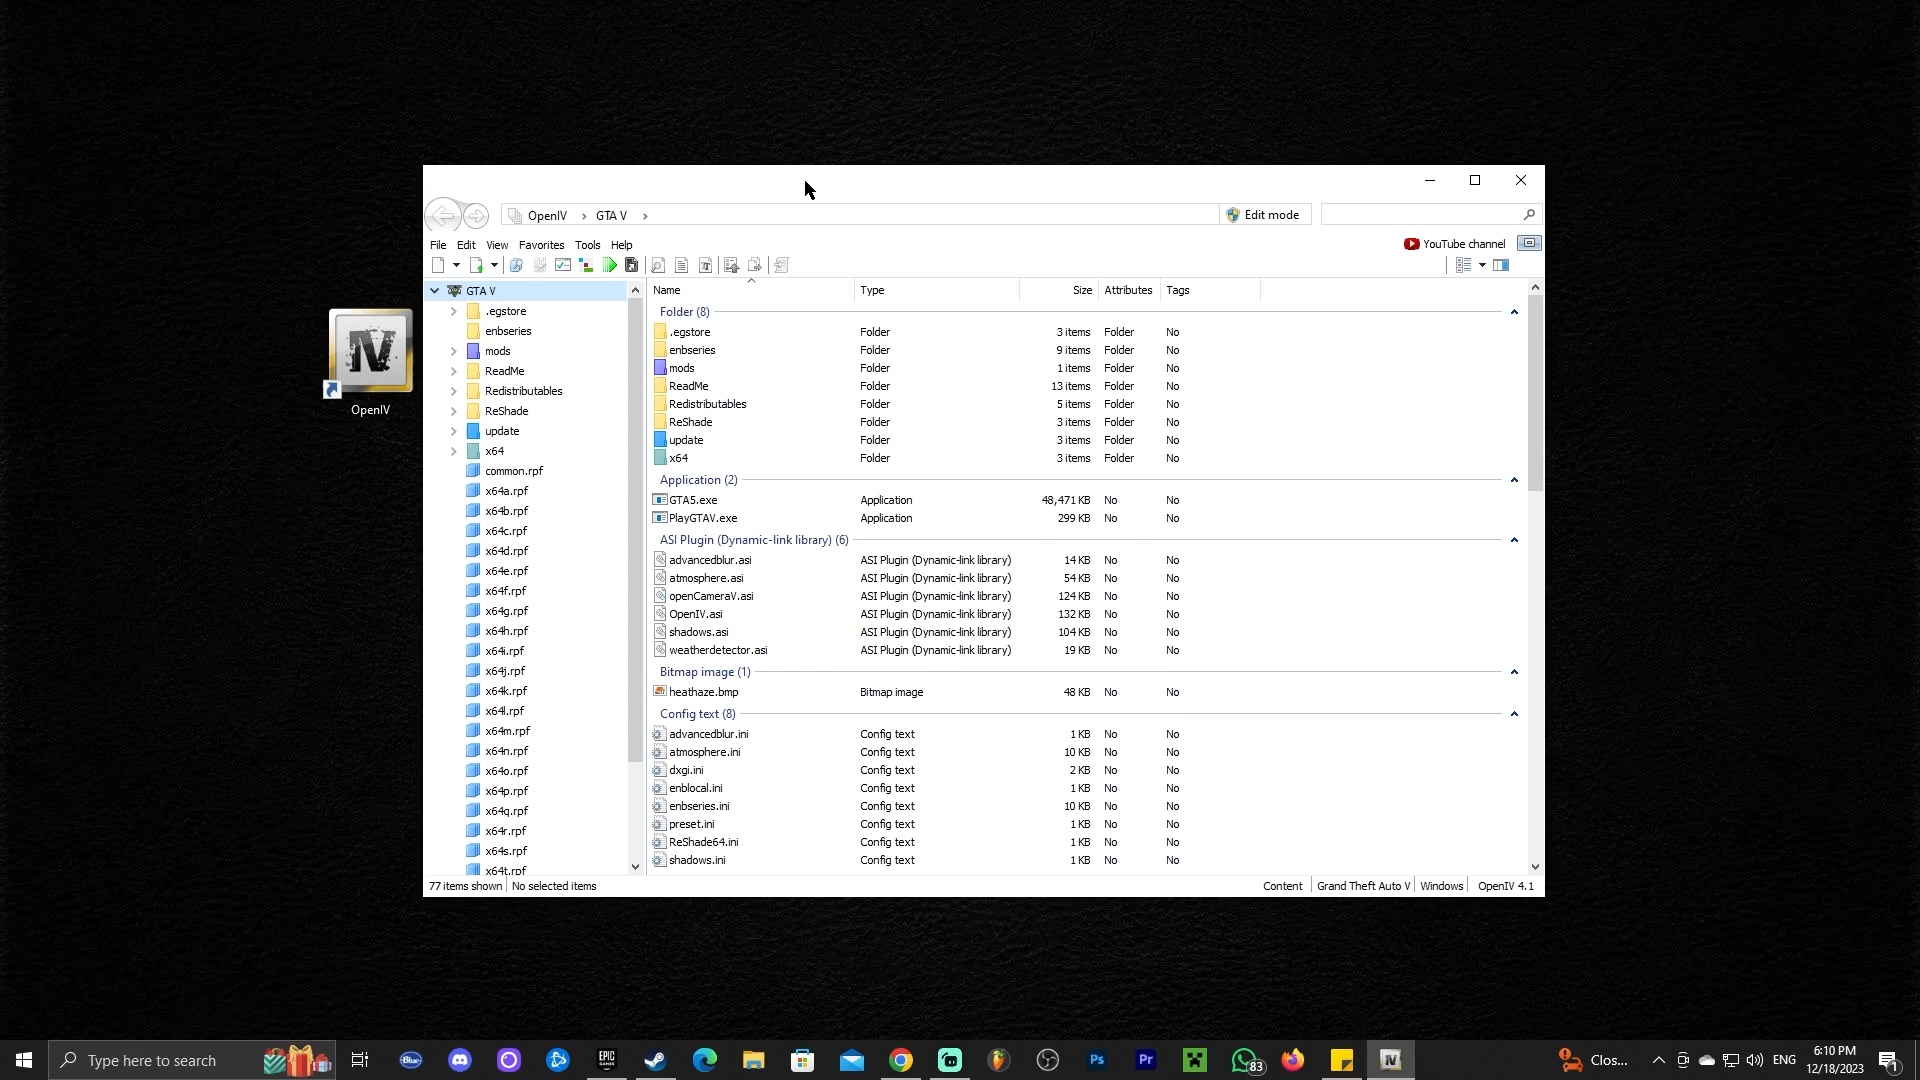 OpenIV
OpenIV > GTA V >
Edit mode
File Edit View Favorites Tools Help
YouTube channel
GTA V
.egstore
enbseries
mods
ReadMe
Redistributables
ReShade
update
x64
common.rpf
x64a.rpf
x64b.rpf
x64c.rpf
x64d.rpf
x64e.rpf
x64f.rpf
x64g.rpf
x64h.rpf
x64i.rpf
x64j.rpf
x64k.rpf
x64l.rpf
x64m.rpf
x64n.rpf
x64o.rpf
x64p.rpf
x64q.rpf
x64r.rpf
x64s.rpf
x64t.rpf
Name Type Size Attributes Tags
Folder (8)
.egstore Folder 3 items Folder No
enbseries Folder 9 items Folder No
mods Folder 1 items Folder No
ReadMe Folder 13 items Folder No
Redistributables Folder 5 items Folder No
ReShade Folder 3 items Folder No
update Folder 3 items Folder No
x64 Folder 3 items Folder No
Application (2)
GTA5.exe Application 48,471 KB No No
PlayGTAV.exe Application 299 KB No No
ASI Plugin (Dynamic-link library) (6)
advancedblur.asi ASI Plugin (Dynamic-link library) 14 KB No No
atmosphere.asi ASI Plugin (Dynamic-link library) 54 KB No No
openCameraV.asi ASI Plugin (Dynamic-link library) 124 KB No No
OpenIV.asi ASI Plugin (Dynamic-link library) 132 KB No No
shadows.asi ASI Plugin (Dynamic-link library) 104 KB No No
weatherdetector.asi ASI Plugin (Dynamic-link library) 19 KB No No
Bitmap image (1)
heathaze.bmp Bitmap image 48 KB No No
Config text (8)
advancedblur.ini Config text 1 KB No No
atmosphere.ini Config text 10 KB No No
dxgi.ini Config text 2 KB No No
enblocal.ini Config text 1 KB No No
enbseries.ini Config text 10 KB No No
preset.ini Config text 1 KB No No
ReShade64.ini Config text 1 KB No No
shadows.ini Config text 1 KB No No
77 items shown No selected items
Content Grand Theft Auto V Windows OpenIV 4.1
Type here to search
Blue
EPIC GAMES
Ps
Pr
83
IV
Clos...
ENG
6:10 PM
12/18/2023
1